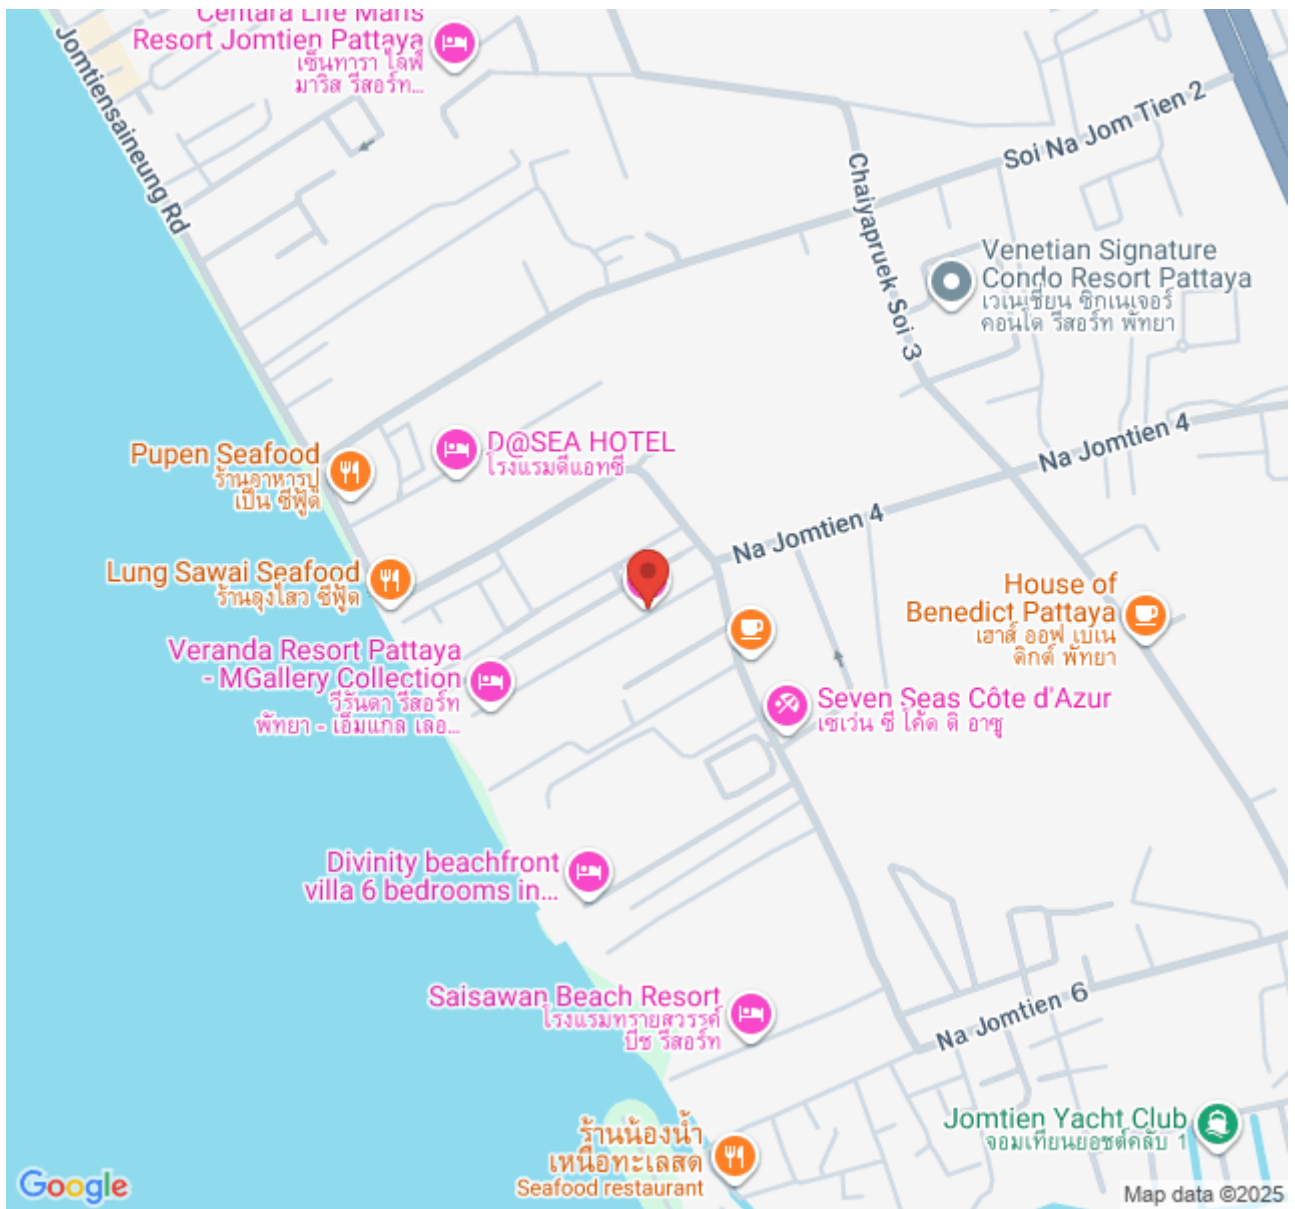 Centara Life Maris
Resort Jomtien Pattaya
เซ็นทารา ไลฟ์
มาริส รีสอร์ท...
Jomtiensaineung Rd
Soi Na Jom Tien 2
Chaiyapruek Soi 3
Venetian Signature
Condo Resort Pattaya
เวเนเชี่ยน ซิกเนเจอร์
คอนโด รีสอร์ท พัทยา
Na Jomtien 4
D@SEA HOTEL
โรงแรมดีแอทซี
Pupen Seafood
ร้านอาหารปู
เป็น ซีฟู้ด
Na Jomtien 4
Lung Sawai Seafood
ร้านลุงไสว ซีฟู้ด
House of
Benedict Pattaya
เฮาส์ ออฟ เบเน
ดิกต์ พัทยา
Veranda Resort Pattaya
- MGallery Collection
วีรันดา รีสอร์ท
พัทยา - เอ็มแกล เลอ...
Seven Seas Côte d'Azur
เซเว่น ซี โค้ด ดิ อาซู
Divinity beachfront
villa 6 bedrooms in...
Saisawan Beach Resort
โรงแรมทรายสวรรค์
บีช รีสอร์ท
Na Jomtien 6
Jomtien Yacht Club
จอมเทียนยอชต์คลับ 1
ร้านน้องน้ำ
เหนือทะเลสด
Seafood restaurant
Google
Map data ©2025